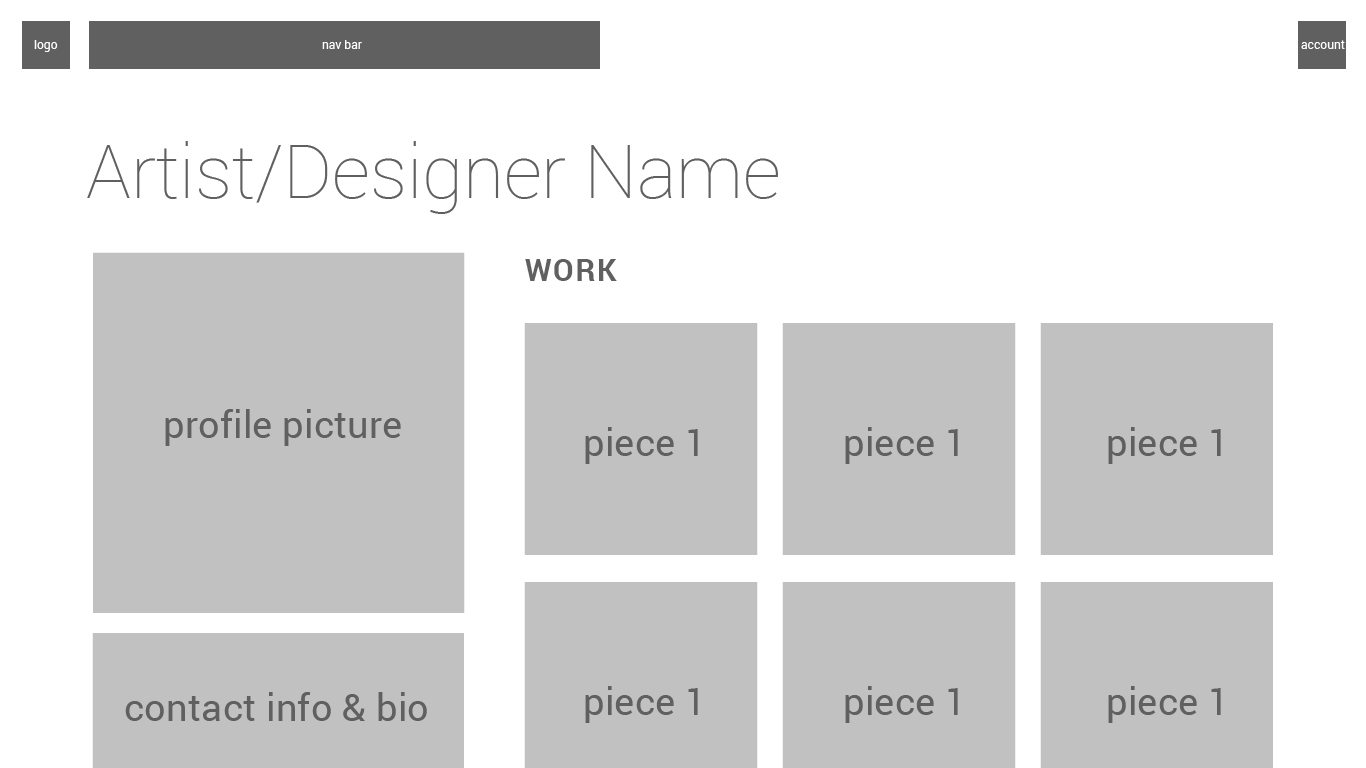 logo
nav bar
account
Artist/Designer Name
profile picture
contact info & bio
WORK
piece 1
piece 1
piece 1
piece 1
piece 1
piece 1